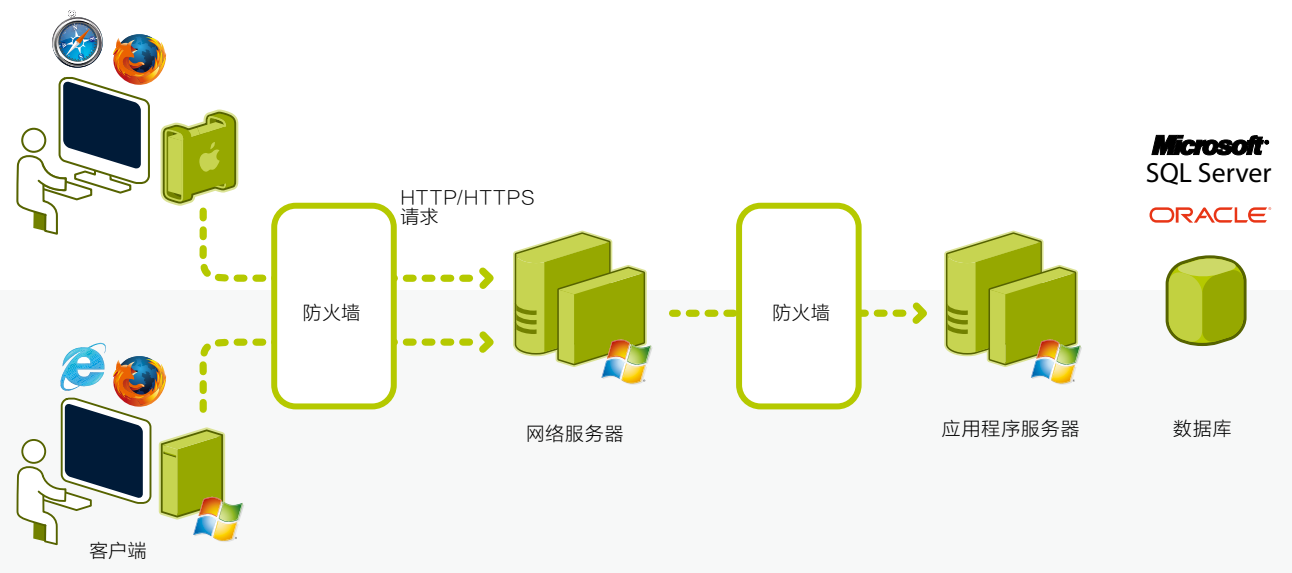 HTTP/HTTPS
请求
防火墙
防火墙
Microsoft
SQL Server
ORACLE
网络服务器
应用程序服务器
数据库
客户端